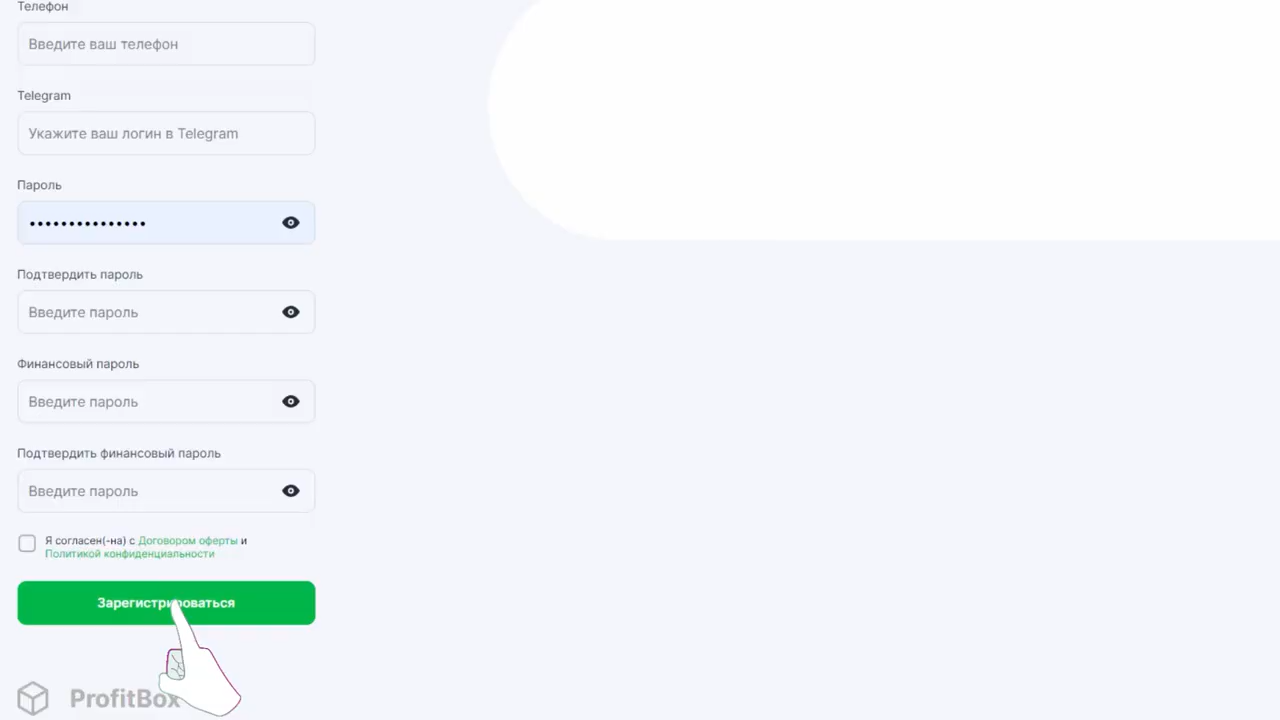 Телефон
Введите ваш телефон
Telegram
Укажите ваш логин в Telegram
Пароль
•••••••••••••••
Подтвердить пароль
Введите пароль
Финансовый пароль
Введите пароль
Подтвердить финансовый пароль
Введите пароль
Я согласен(-на) с Договором оферты и
Политикой конфиденциальности
Зарегистрироваться
ProfitBox